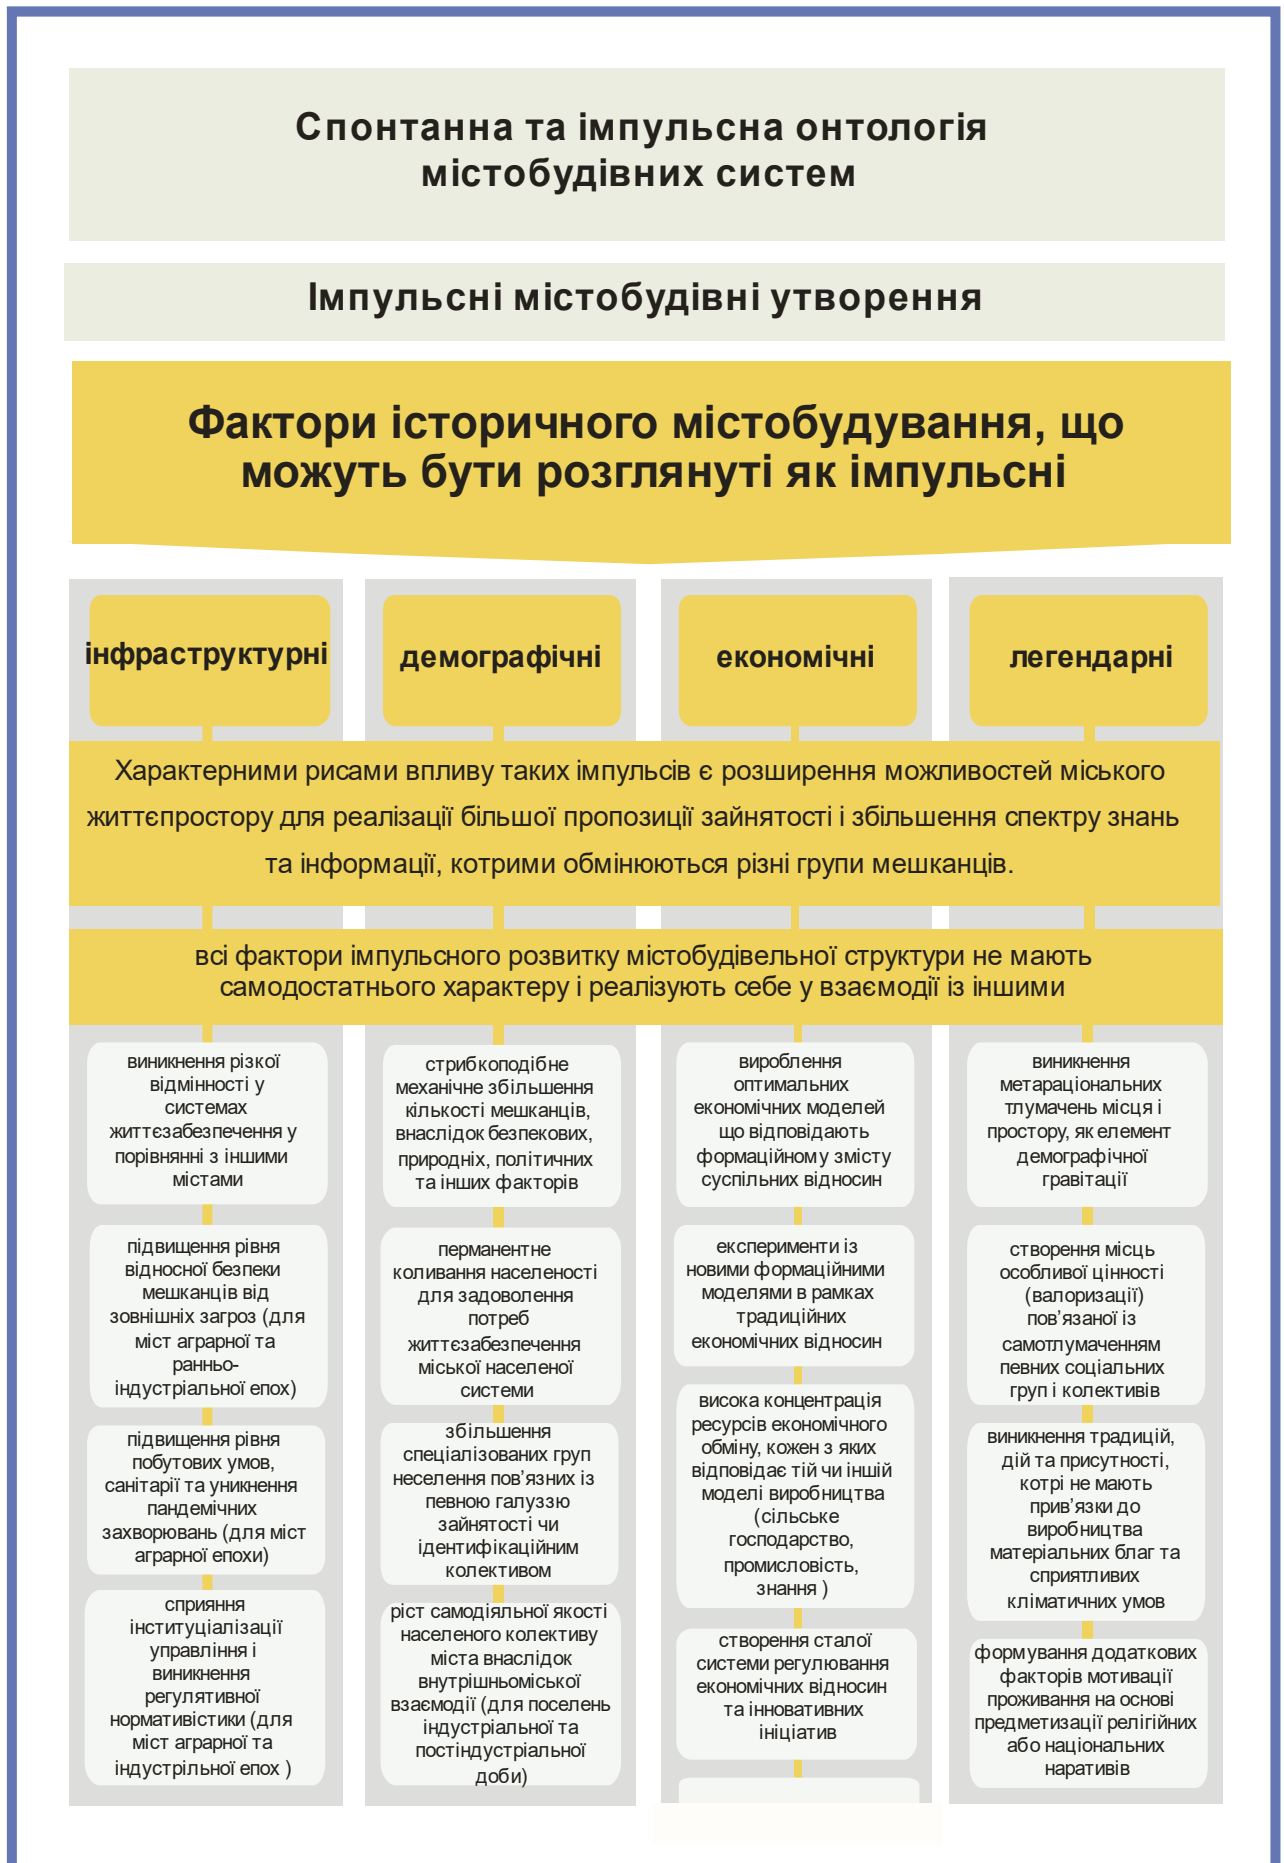 Спонтанна та імпульсна онтологія
містобудівних систем
Імпульсні містобудівні утворення
Фактори історичного містобудування, що
можуть бути розглянуті як імпульсні
інфраструктурні
демографічні
економічні
легендарні
Характерними рисами впливу таких імпульсів є розширення можливостей міського
життєпростору для реалізації більшої пропозиції зайнятості і збільшення спектру знань
та інформації, котрими обмінюються різні групи мешканців.
всі фактори імпульсного розвитку містобудівельної структури не мають
самодостатнього характеру і реалізують себе у взаємодії із іншими
виникнення різкої
відмінності у
системах
життєзабезпечення у
порівнянні з іншими
містами
підвищення рівня
відносної безпеки
мешканців від
зовнішніх загроз (для
міст аграрної та
ранньо-
індустріальної епох)
підвищення рівня
побутових умов,
санітарії та уникнення
пандемічних
захворювань (для міст
аграрної епохи)
сприяння
інституціалізації
управління і
виникнення
регулятивної
нормативістики (для
міст аграрної та
індустрільної епох )
стрибкоподібне
механічне збільшення
кількості мешканців,
внаслідок безпекових,
природніх, політичних
та інших факторів
перманентне
коливання населеності
для задоволення
потреб
життєзабезпечення
міської населеної
системи
збільшення
спеціалізованих груп
неселення пов’язних із
певною галуззю
зайнятості чи
ідентифікаційним
колективом
ріст самодіяльної якості
населеного колективу
міста внаслідок
внутрішньоміської
взаємодії (для поселень
індустріальної та
постіндустріальної
доби)
вироблення
оптимальних
економічних моделей
що відповідають
формаційному змісту
суспільних відносин
експерименти із
новими формаційними
моделями в рамках
традиційних
економічних відносин
висока концентрація
ресурсів економічного
обміну, кожен з яких
відповідає тій чи іншій
моделі виробництва
(сільське
господарство,
промисловість,
знання )
створення сталої
системи регулювання
економічних відносин
та інновативних
ініціатив
виникнення
метараціональних
тлумачень місця і
простору, як елемент
демографічної
гравітації
створення місць
особливої цінності
(валоризації)
пов’язаної із
самотлумаченням
певних соціальних
груп і колективів
виникнення традицій,
дій та присутності,
котрі не мають
прив’язки до
виробництва
матеріальних благ та
сприятливих
кліматичних умов
формування додаткових
факторів мотивації
проживання на основі
предметизації релігійних
або національних
наративів